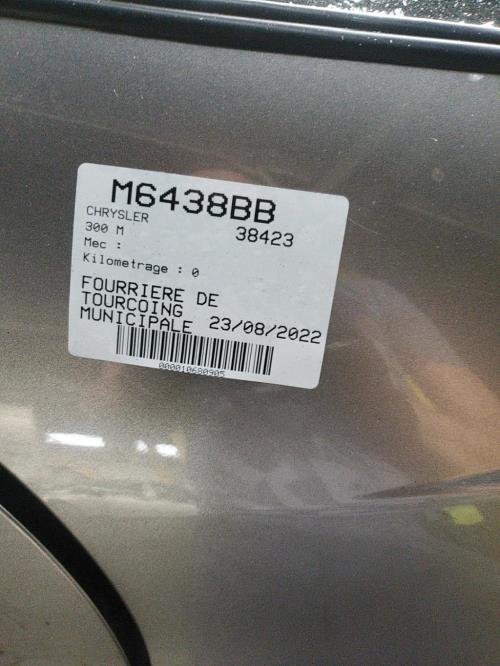 M6438BB
CHRYSLER
38423
300 M
Mec :
Kilometrage : 0
FOURRIERE DE
TOURCOING
MUNICIPALE 23/08/2022
000010680905